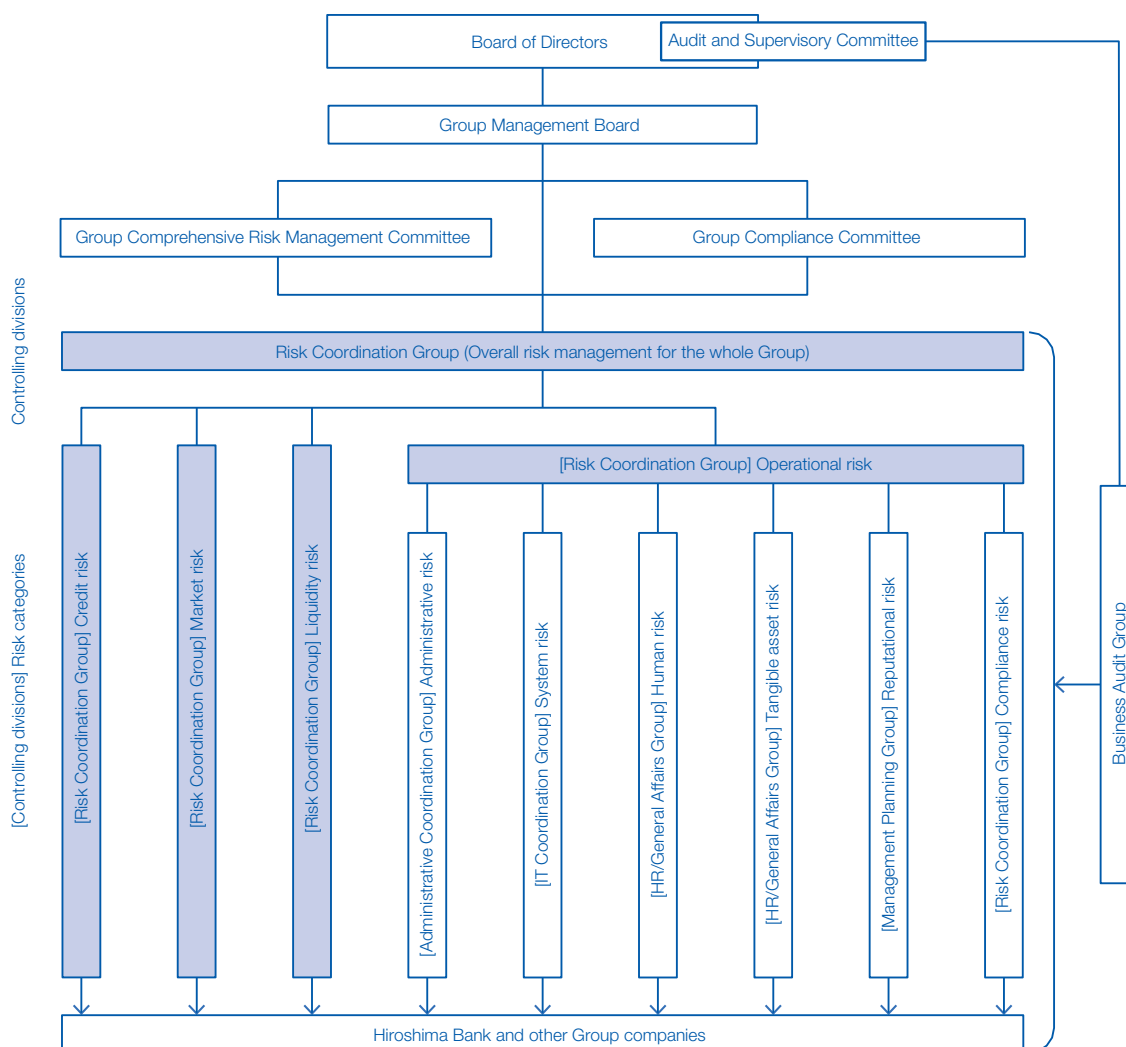 Board of Directors
Audit and Supervisory Committee
Group Management Board
Group Comprehensive Risk Management Committee
Group Compliance Committee
Controlling divisions
Risk Coordination Group (Overall risk management for the whole Group)
[Risk Coordination Group] Operational risk
[Controlling divisions] Risk categories
[Risk Coordination Group] Credit risk
[Risk Coordination Group] Market risk
[Risk Coordination Group] Liquidity risk
[Administrative Coordination Group] Administrative risk
[IT Coordination Group] System risk
[HR/General Affairs Group] Human risk
[HR/General Affairs Group] Tangible asset risk
[Management Planning Group] Reputational risk
[Risk Coordination Group] Compliance risk
Business Audit Group
Hiroshima Bank and other Group companies